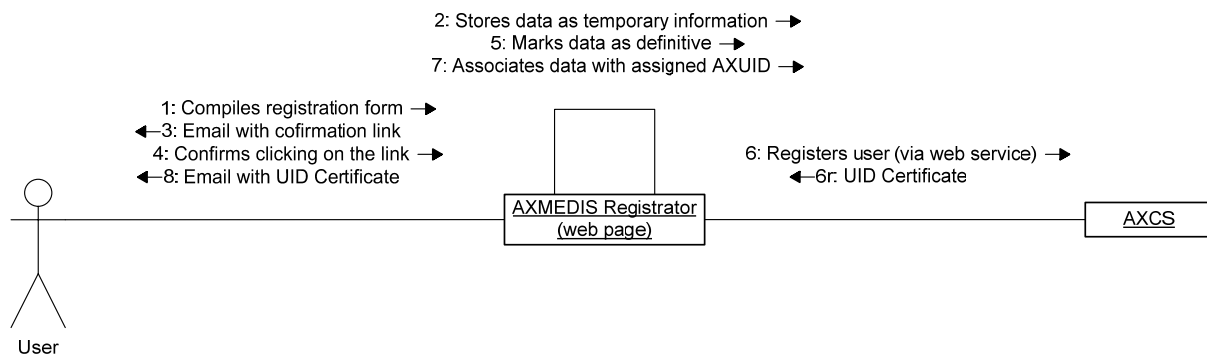 2: Stores data as temporary information
5: Marks data as definitive
7: Associates data with assigned AXUID
1: Compiles registration form
3: Email with cofirmation link
4: Confirms clicking on the link
8: Email with UID Certificate
6: Registers user (via web service)
6r: UID Certificate
AXMEDIS Registrator
(web page)
AXCS
User